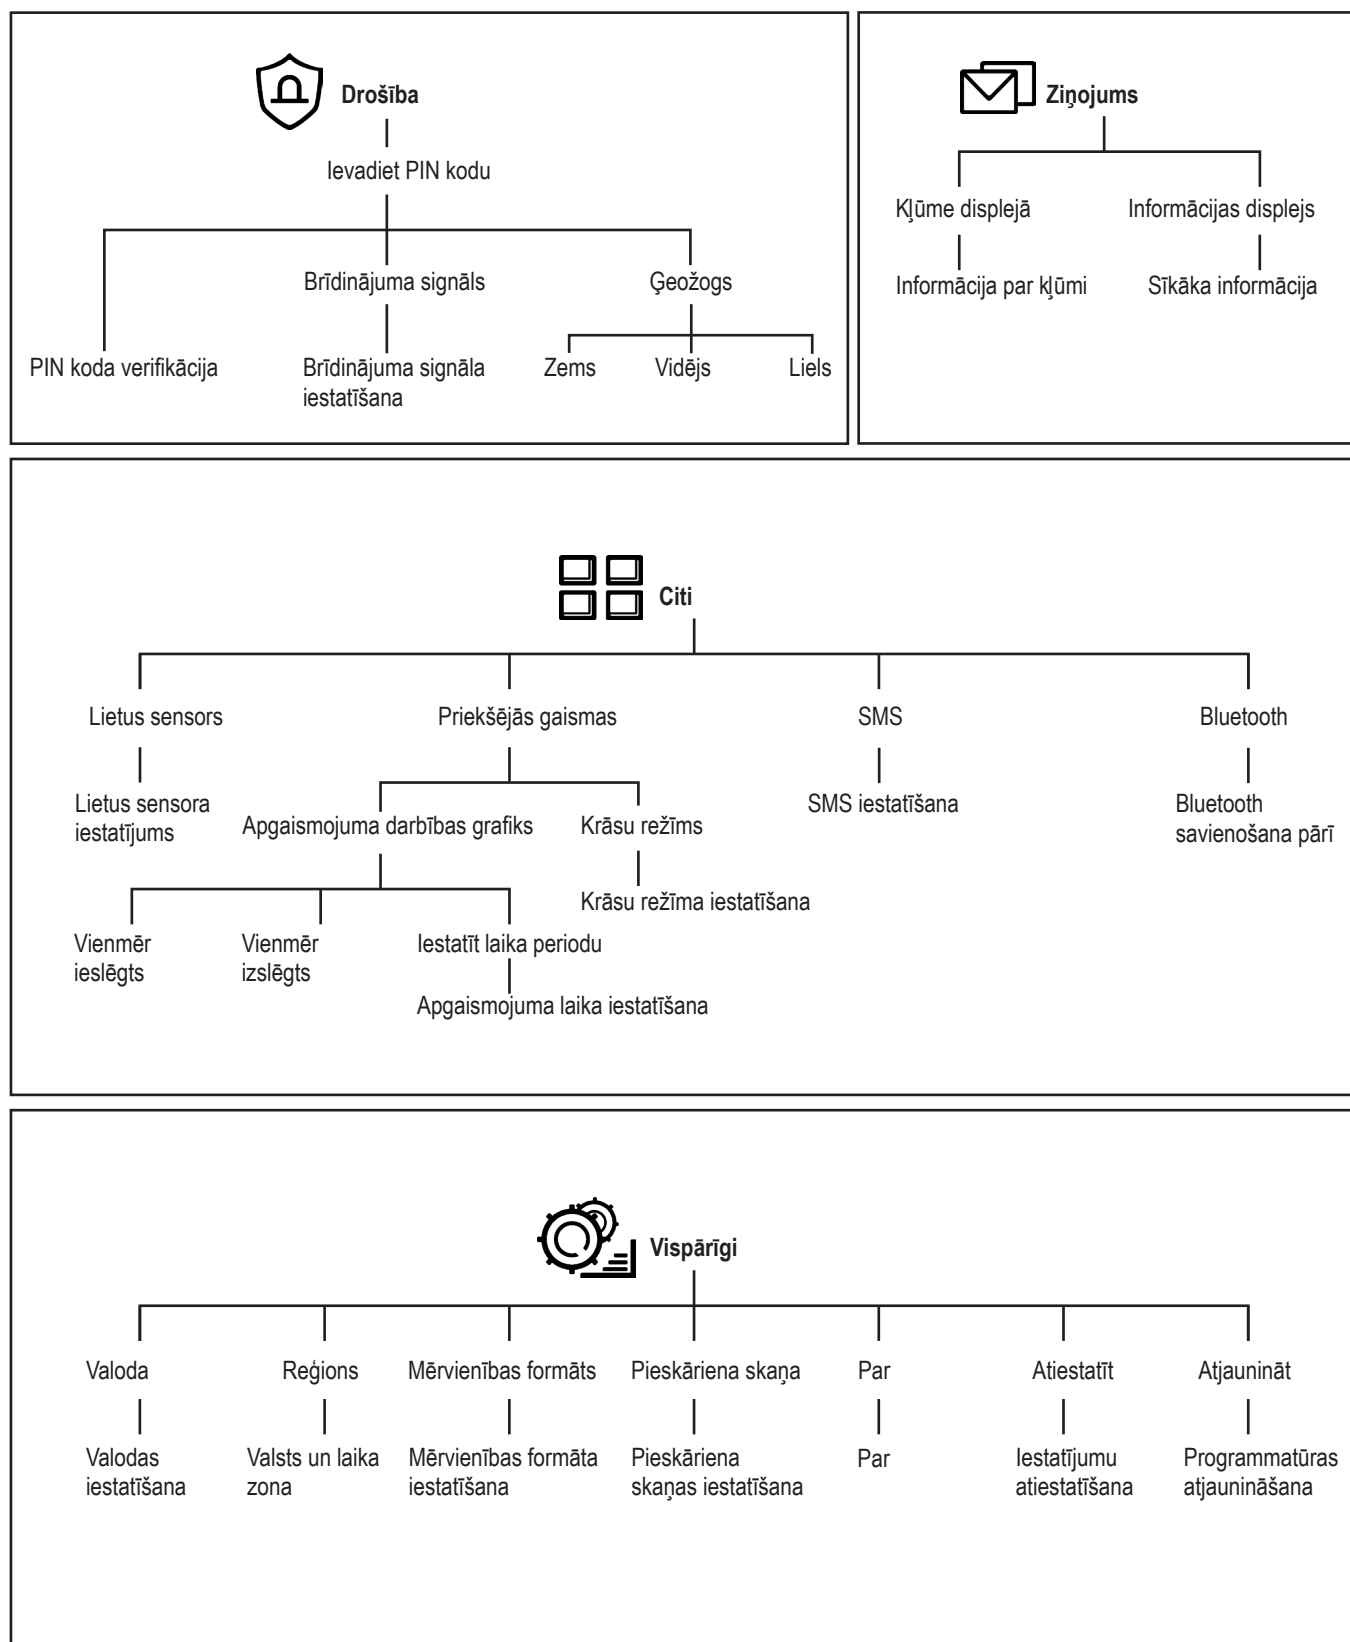 Drošība
Ievadiet PIN kodu
Brīdinājuma signāls
Ģeožogs
PIN koda verifikācija
Brīdinājuma signāla
iestatīšana
Zems
Vidējs
Liels
Ziņojums
Kļūme displejā
Informācijas displejs
Informācija par kļūmi
Sīkāka informācija
Citi
Lietus sensors
Priekšējās gaismas
SMS
Bluetooth
Lietus sensora
iestatījums
Apgaismojuma darbības grafiks
Krāsu režīms
SMS iestatīšana
Bluetooth
savienošana pārī
Krāsu režīma iestatīšana
Vienmēr
ieslēgts
Vienmēr
izslēgts
Iestatīt laika periodu
Apgaismojuma laika iestatīšana
Vispārīgi
Valoda
Reģions
Mērvienības formāts
Pieskāriena skaņa
Par
Atiestatīt
Atjaunināt
Valodas
iestatīšana
Valsts un laika
zona
Mērvienības formāta
iestatīšana
Pieskāriena
skaņas iestatīšana
Par
Iestatījumu
atiestatīšana
Programmatūras
atjaunināšana